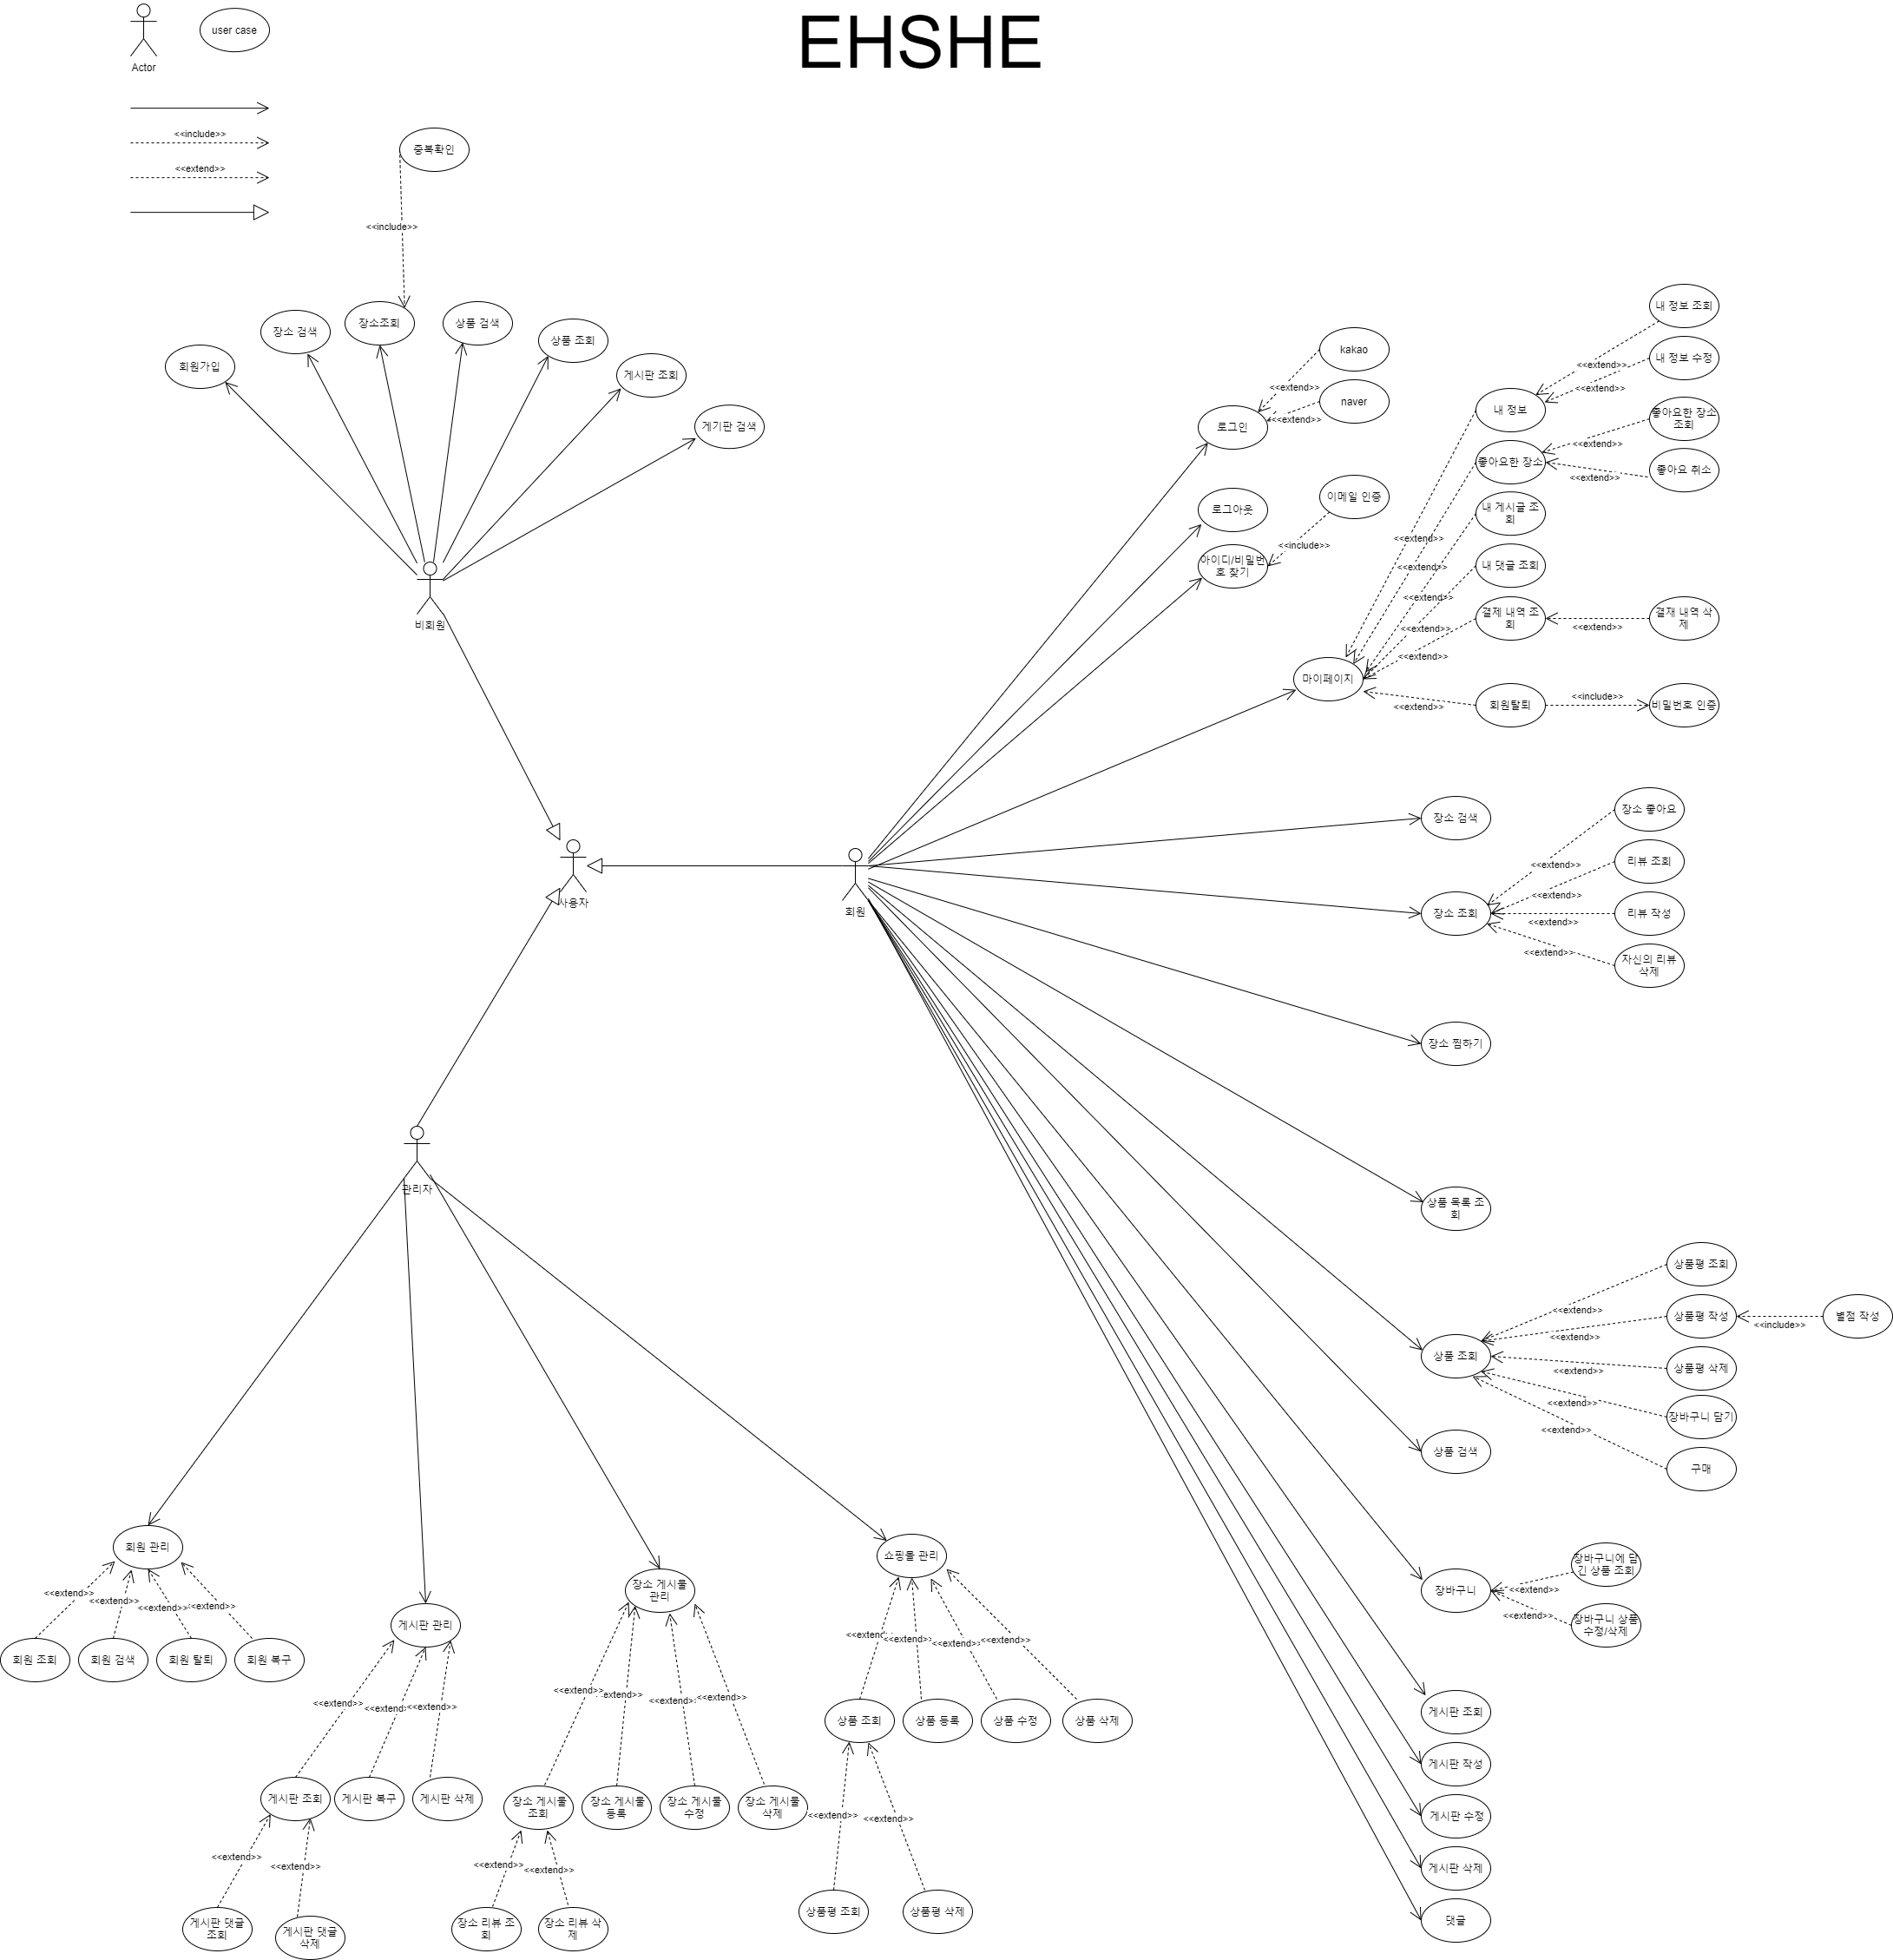 EHSHE
Actor
user case
<<include>>
<<extend>>
중복확인
<<include>>
회원가입
장소 검색
장소조회
상품 검색
상품 조회
게시판 조회
게기판 검색
비회원
사용자
회원
관리자
로그인
kakao
<<extend>>
naver
<<extend>>
로그아웃
아이디/비밀번
호 찾기
이메일 인증
<<include>>
마이페이지
내 정보
<<extend>>
내 정보 조회
<<extend>>
내 정보 수정
<<extend>>
좋아요한 장소
<<extend>>
좋아요한 장소
조회
<<extend>>
좋아요 취소
<<extend>>
내 게시글 조
회
<<extend>>
내 댓글 조회
<<extend>>
결제 내역 조
회
<<extend>>
결재 내역 삭
제
<<extend>>
회원탈퇴
<<extend>>
비밀번호 인증
<<include>>
장소 검색
장소 조회
장소 좋아요
<<extend>>
리뷰 조회
<<extend>>
리뷰 작성
<<extend>>
자신의 리뷰
삭제
<<extend>>
장소 찜하기
상품 목록 조
회
상품 조회
상품평 조회
<<extend>>
상품평 작성
<<extend>>
별점 작성
<<include>>
상품평 삭제
<<extend>>
장바구니 담기
<<extend>>
구매
<<extend>>
상품 검색
장바구니
장바구니에 담
긴 상품 조회
<<extend>>
장바구니 상품
수정/삭제
<<extend>>
게시판 조회
게시판 작성
게시판 수정
게시판 삭제
댓글
회원 관리
<<extend>>
<<extend>>
<<extend>>
<<extend>>
회원 조회
회원 검색
회원 탈퇴
회원 복구
게시판 관리
<<extend>>
<<extend>>
<<extend>>
게시판 조회
게시판 복구
게시판 삭제
<<extend>>
<<extend>>
게시판 댓글
조회
게시판 댓글
삭제
장소 게시물
관리
<<extend>>
<<extend>>
<<extend>>
<<extend>>
장소 게시물
조회
장소 게시물
등록
장소 게시물
수정
장소 게시물
삭제
<<extend>>
<<extend>>
장소 리뷰 조
회
장소 리뷰 삭
제
쇼핑몰 관리
<<extend>>
<<extend>>
<<extend>>
<<extend>>
상품 조회
상품 등록
상품 수정
상품 삭제
<<extend>>
<<extend>>
상품평 조회
상품평 삭제